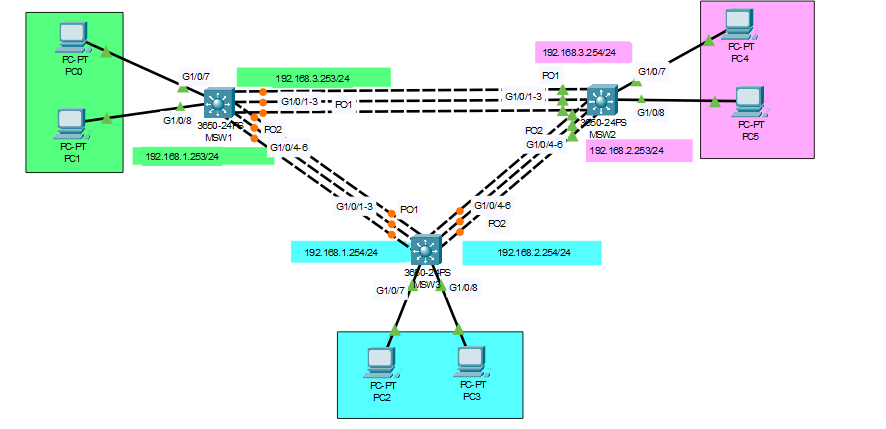 PC-PT
PC0
G1/0/7
PC-PT
PC1
G1/0/8
192.168.3.253/24
G1/0/1-3
PO1
3650-24PS
MSW1
PO2
G1/0/4-6
192.168.1.253/24
192.168.3.254/24
PO1
G1/0/1-3
G1/0/7
PC-PT
PC4
3650-24PS
MSW2
G1/0/8
PC-PT
PC5
PO2
G1/0/4-6
192.168.2.253/24
G1/0/1-3
PO1
G1/0/4-6
PO2
192.168.1.254/24
192.168.2.254/24
3650-24PS
MSW3
G1/0/7
G1/0/8
PC-PT
PC2
PC-PT
PC3